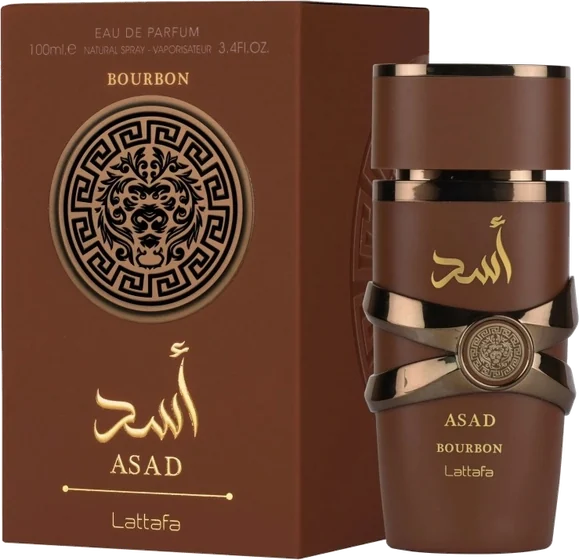 EAU DE PARFUM
100ml.e NATURAL SPRAY - VAPORISATEUR 3.4FL.OZ.
BOURBON
أسد
ASAD
Lattafa
أسد
ASAD
BOURBON
Lattafa